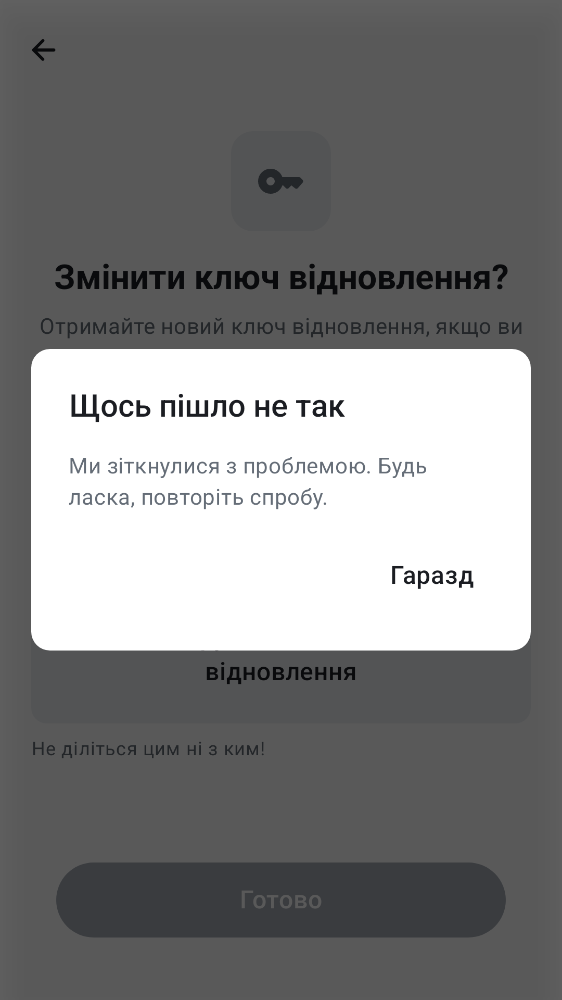 Змінити ключ відновлення?
Отримайте новий ключ відновлення, якщо ви
Щось пішло не так
Ми зіткнулися з проблемою. Будь
ласка, повторіть спробу.
Гаразд
відновлення
Не діліться цим ні з ким!
Готово